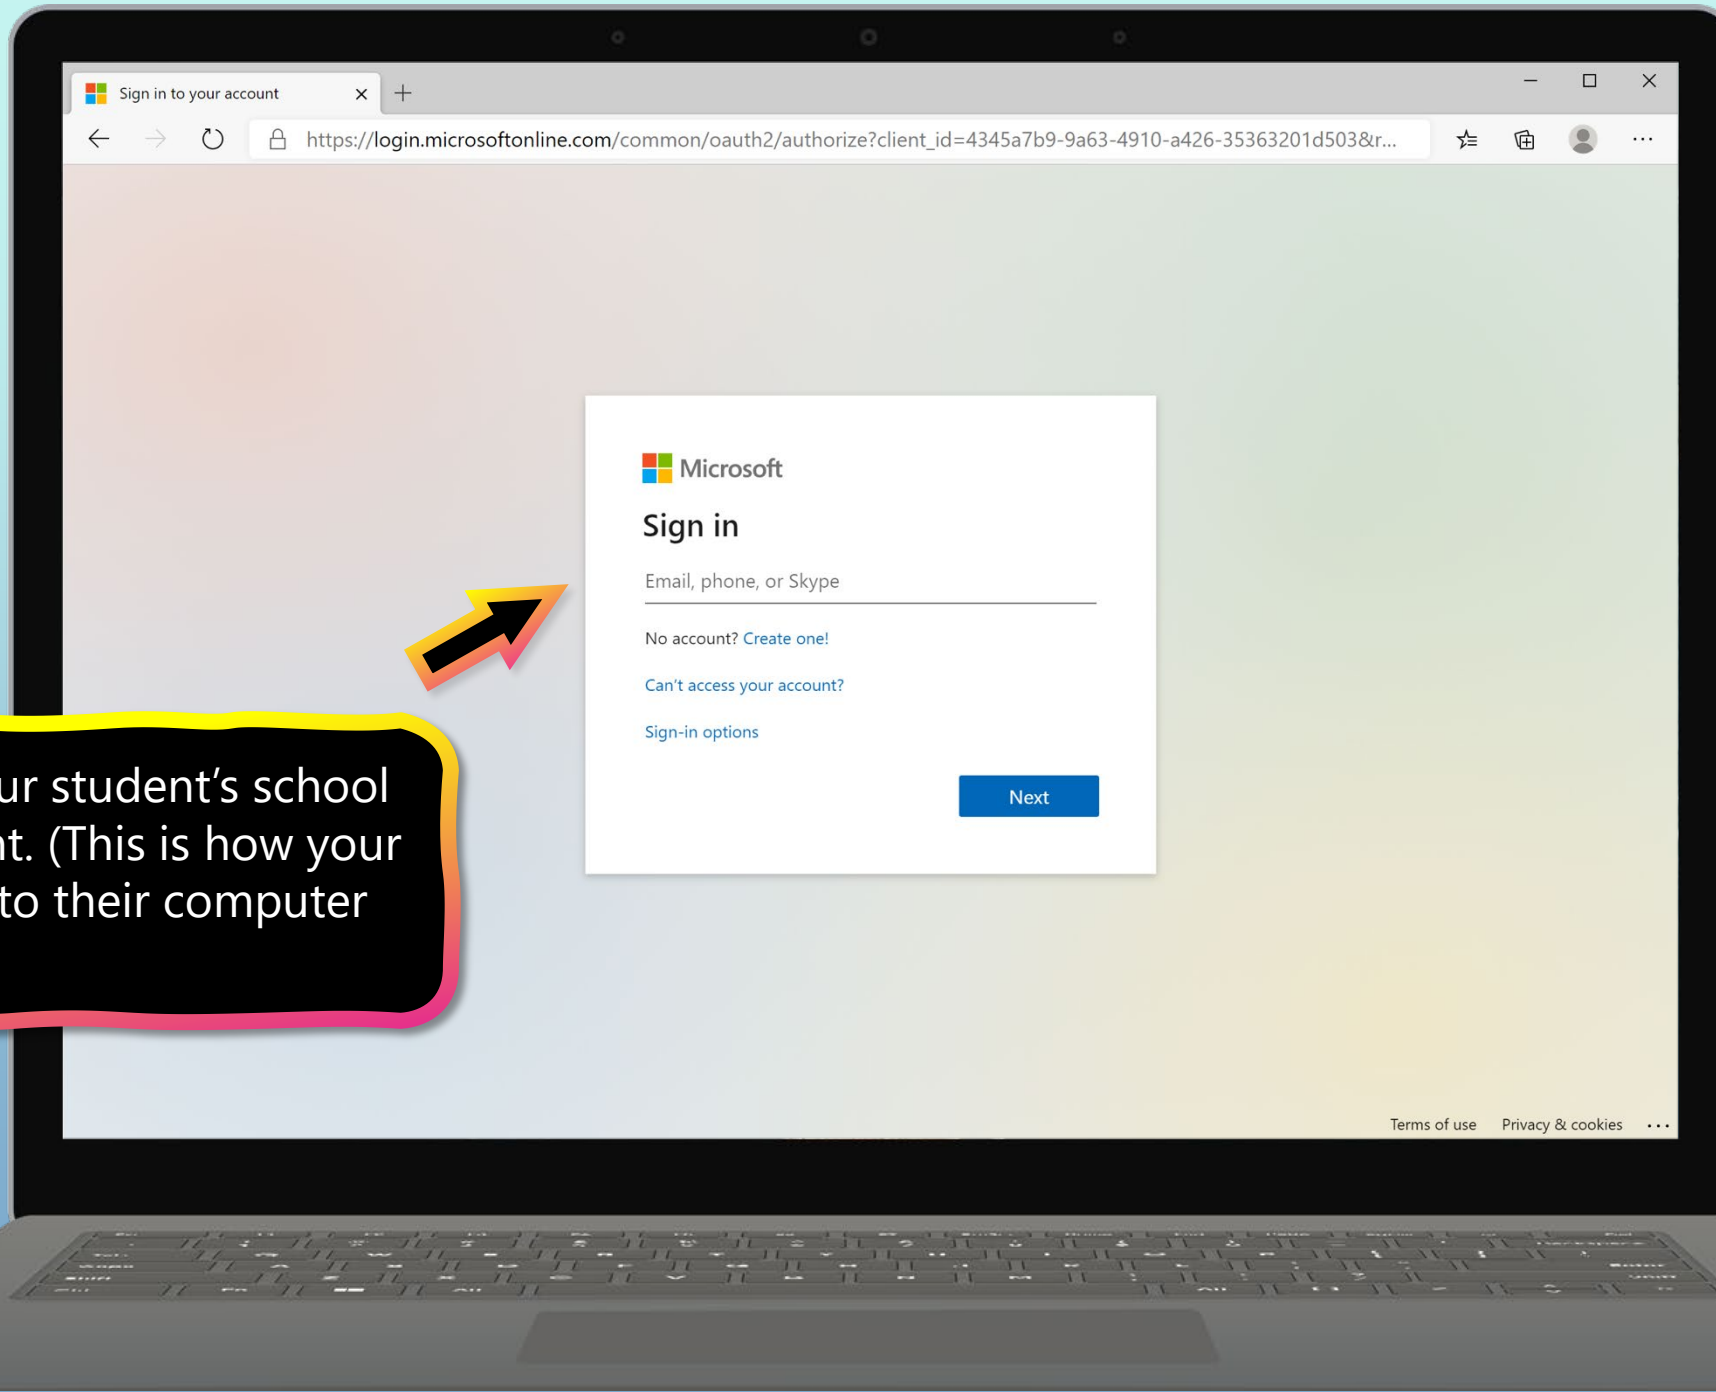 Sign in to your account
https://login.microsoftonline.com/common/oauth2/authorize?client_id=4345a7b9-9a63-4910-a426-35363201d503&r...
Microsoft
Sign in
Email, phone, or Skype
No account? Create one!
Can't access your account?
Sign-in options
Next
ur student's school
nt. (This is how your
to their computer
Terms of use Privacy & cookies ...